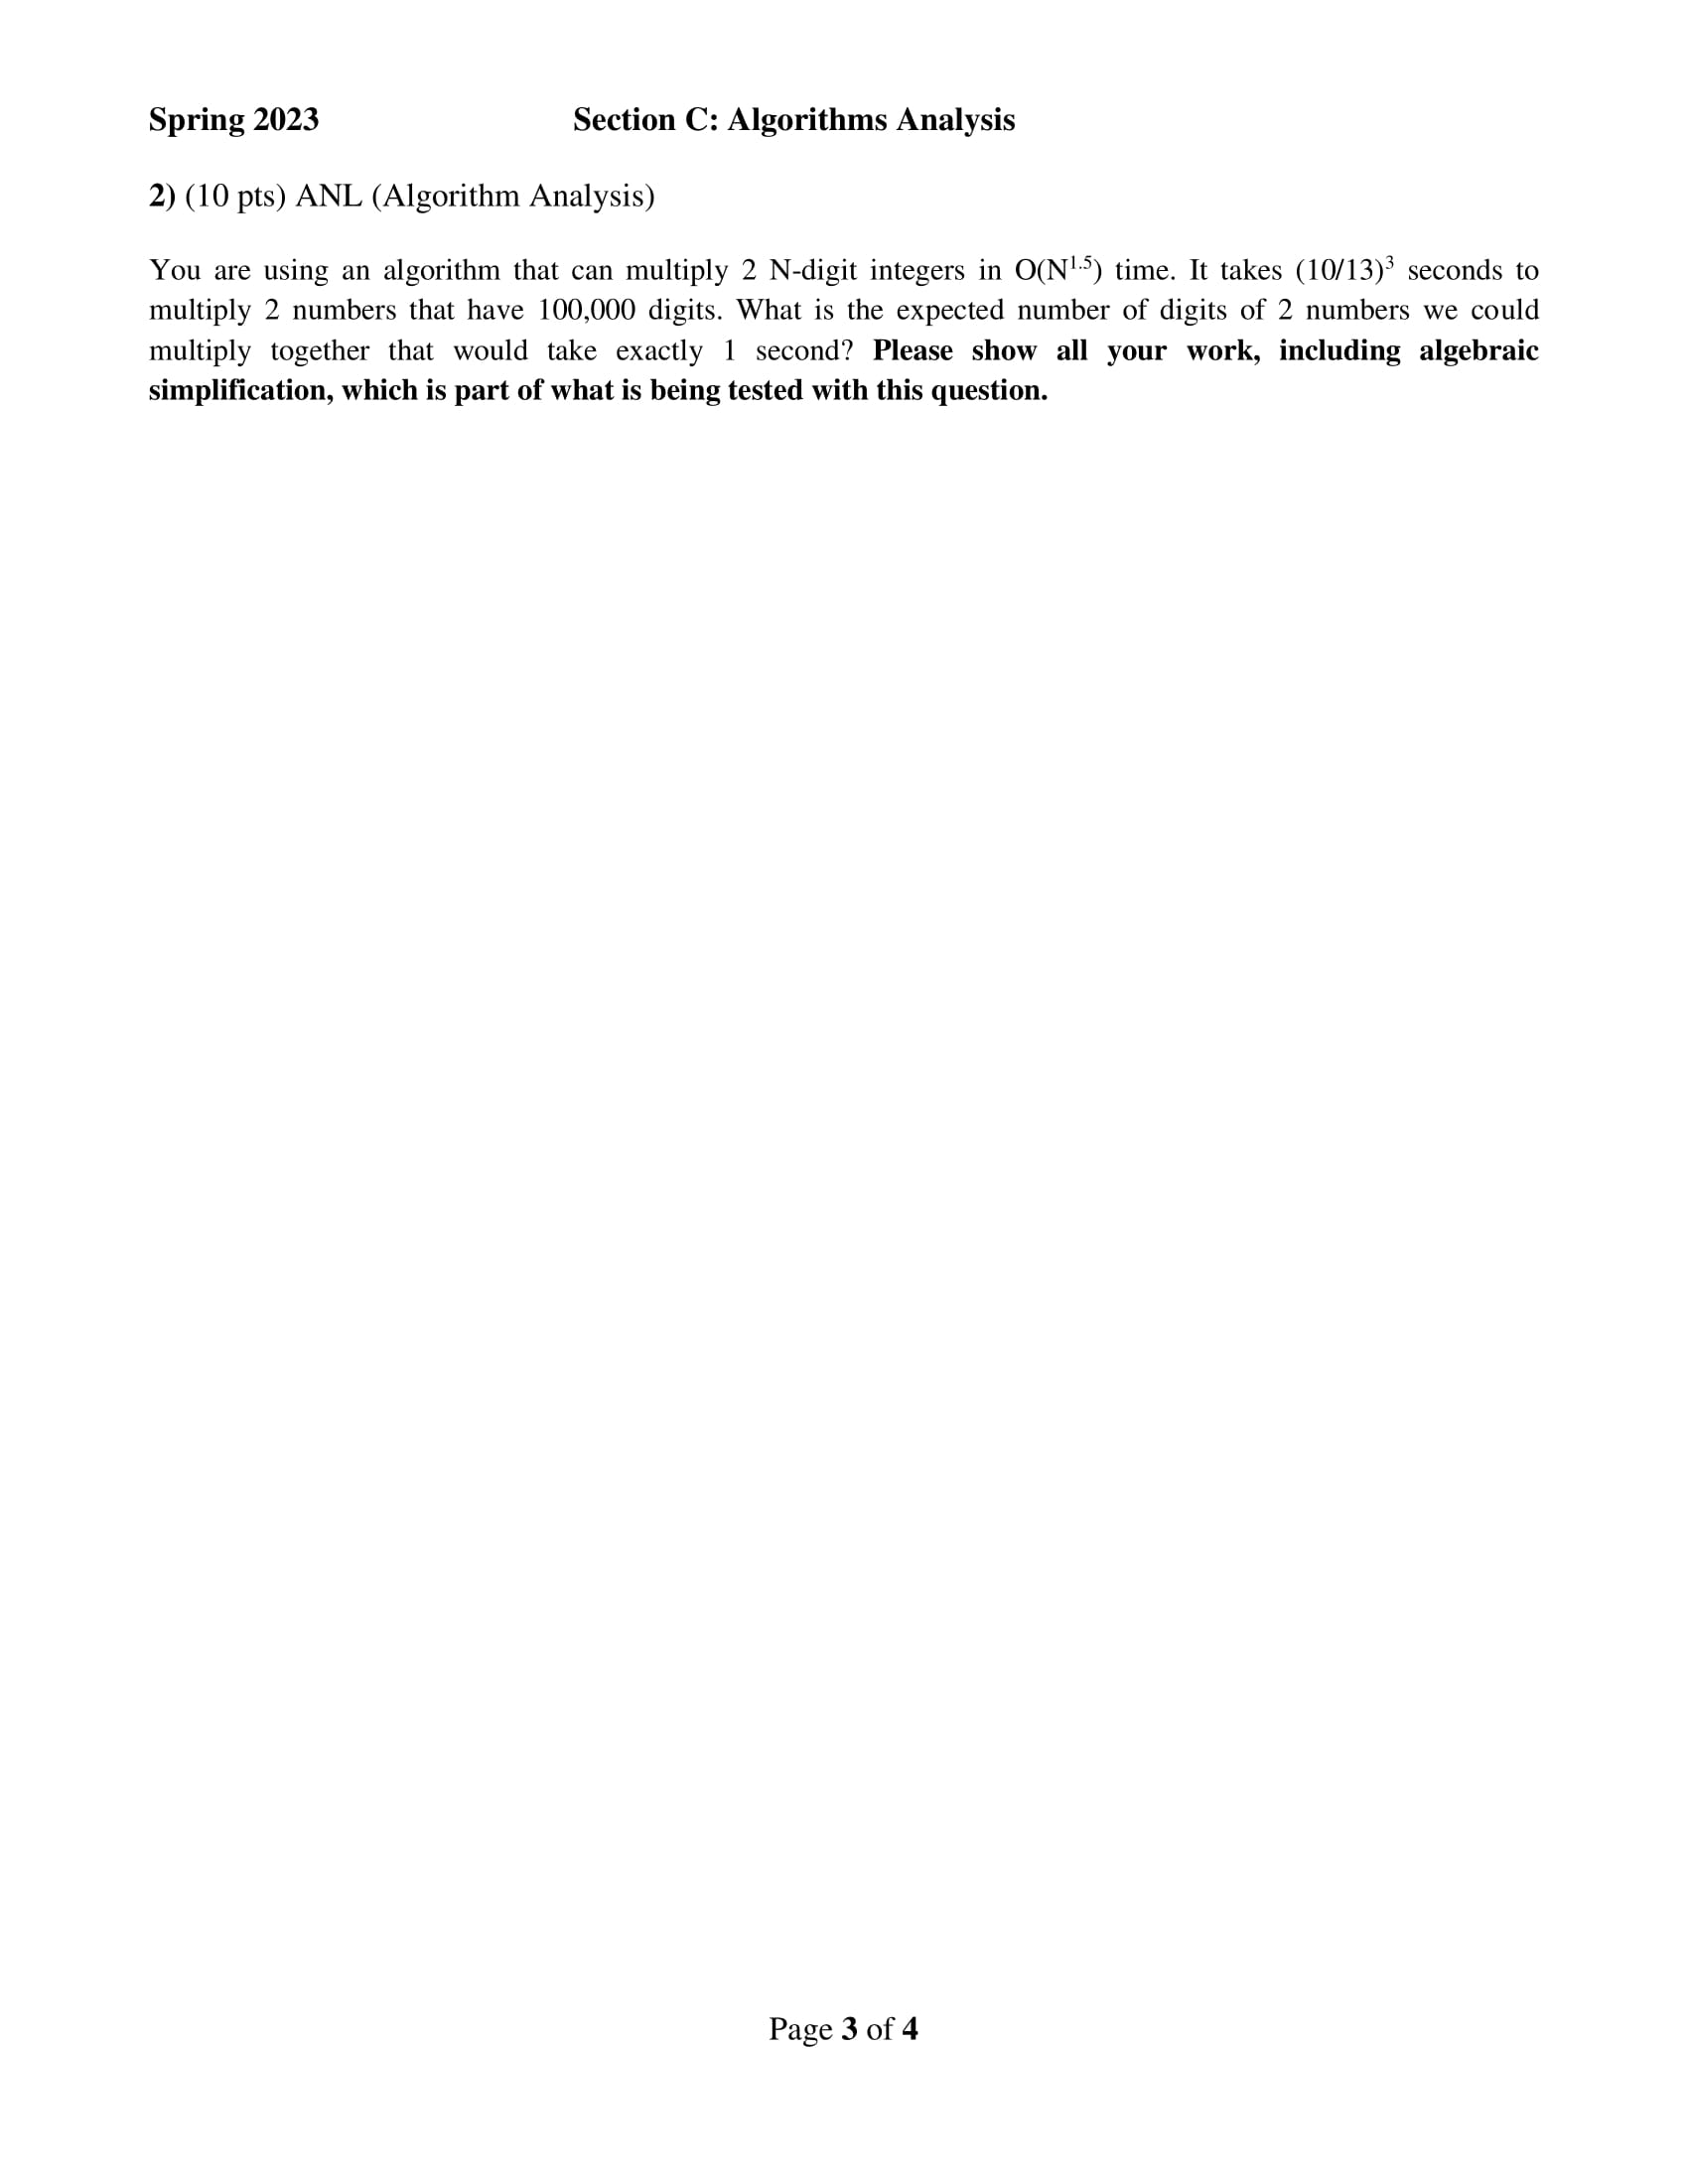 Spring 2023 Section C: Algorithms Analysis
2) (10 pts) ANL (Algorithm Analysis)
You are using an algorithm that can multiply 2 N-digit integers in O(N¹·⁵) time. It takes (10/13)³ seconds to
multiply 2 numbers that have 100,000 digits. What is the expected number of digits of 2 numbers we could
multiply together that would take exactly 1 second? Please show all your work, including algebraic
simplification, which is part of what is being tested with this question.
Page 3 of 4